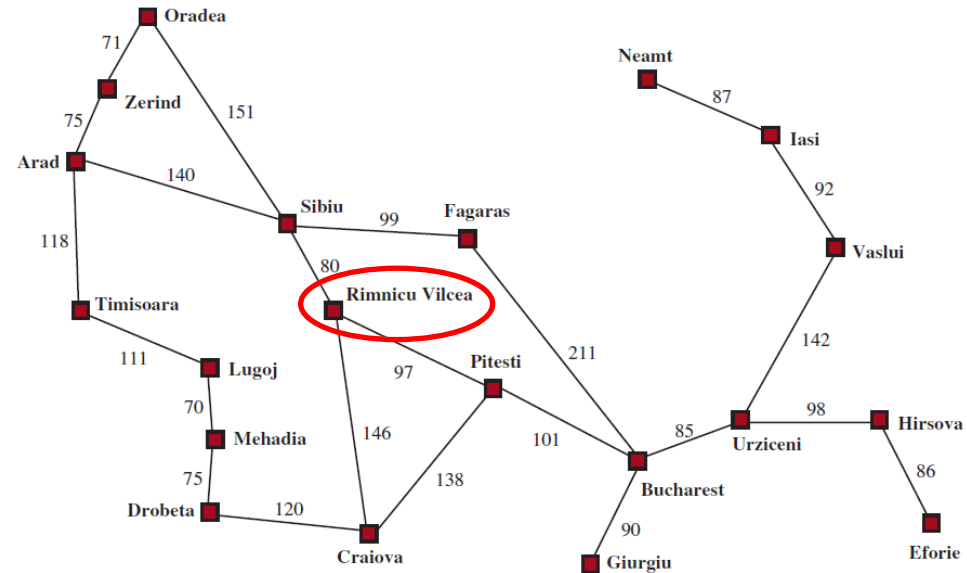 Oradea
71
Neamt
87
Zerind
151
75
Iasi
Arad
140
92
Sibiu
99
Fagaras
118
Vaslui
80
Rimnicu Vilcea
Timisoara
142
211
111
Lugoj
97
Pitesti
70
98
Hirsova
146
101
85
Urziceni
Mehadia
86
75
138
Bucharest
Drobeta
120
90
Craiova
Giurgiu
Eforie